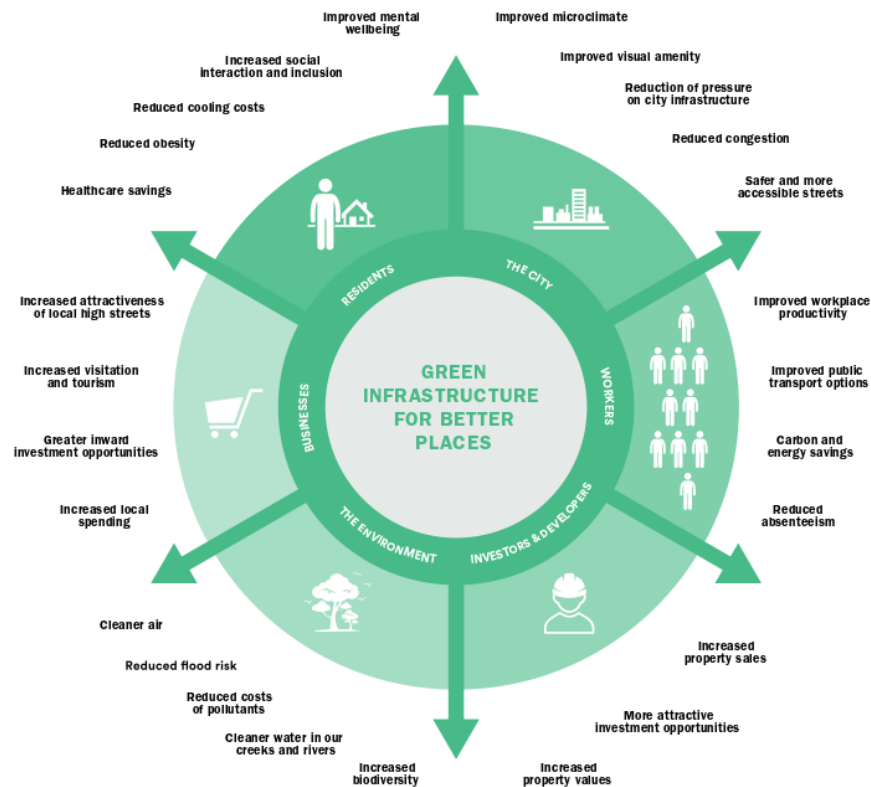 Improved mental
wellbeing
Increased social
interaction and inclusion
Reduced cooling costs
Reduced obesity
Healthcare savings
Improved microclimate
Improved visual amenity
Reduction of pressure
on city infrastructure
Reduced congestion
Safer and more
accessible streets
Improved workplace
productivity
Improved public
transport options
Carbon and
energy savings
Reduced
absenteeism
Increased
property sales
More attractive
investment opportunities
Increased
property values
Increased
biodiversity
Cleaner water in our
creeks and rivers
Reduced costs
of pollutants
Reduced flood risk
Cleaner air
Increased local
spending
Greater inward
investment opportunities
Increased visitation
and tourism
Increased attractiveness
of local high streets
RESIDENTS
THE CITY
WORKERS
INVESTORS & DEVELOPERS
THE ENVIRONMENT
BUSINESSES
GREEN
INFRASTRUCTURE
FOR BETTER
PLACES